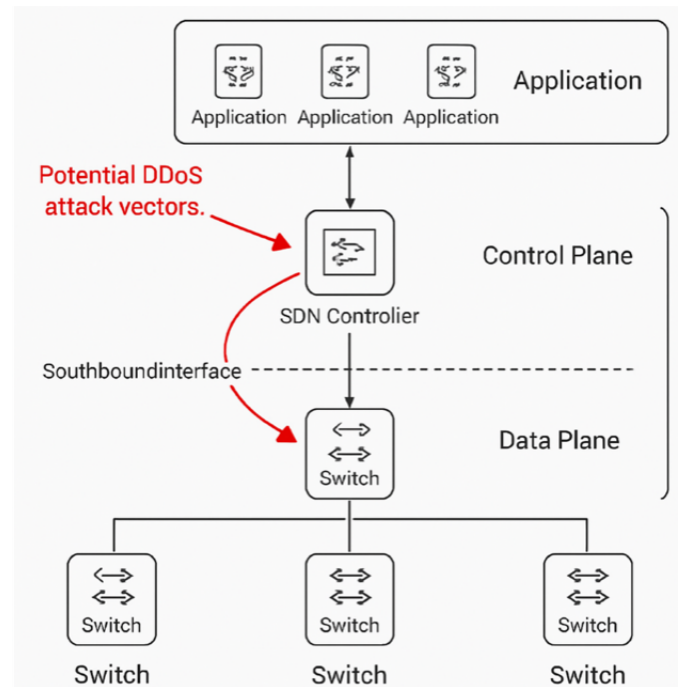 Application
Application Application Application
Potential DDoS
attack vectors.
Control Plane
SDN Controlier
Southboundinterface
Data Plane
Switch
Switch
Switch
Switch
Switch
Switch
Switch